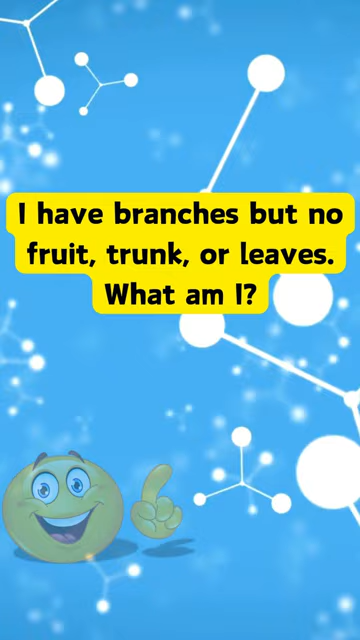 I have branches but no
fruit, trunk, or leaves.
What am I?